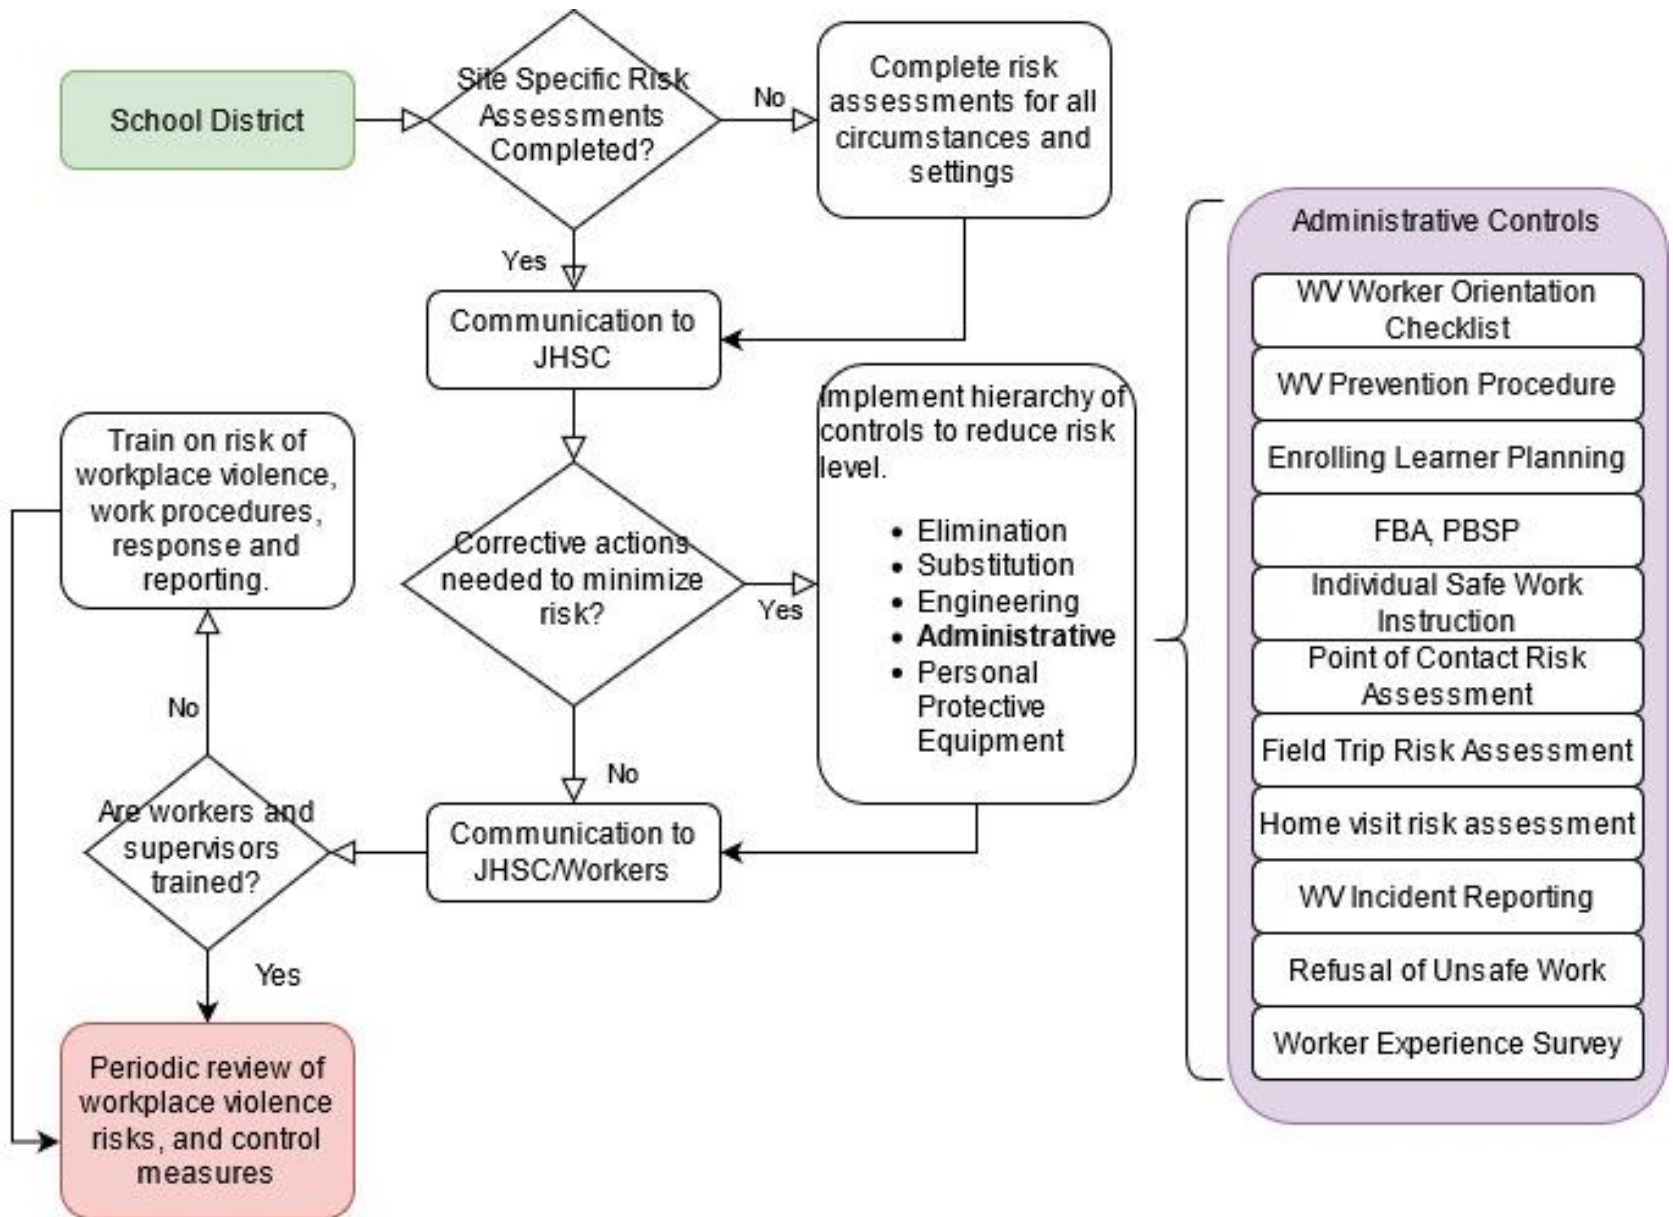 School District
Site Specific Risk
Assessments
Completed?
No
Complete risk
assessments for all
circumstances and
settings
Yes
Communication to
JHSC
Corrective actions
needed to minimize
risk?
Yes
Implement hierarchy of
controls to reduce risk
level.
• Elimination
• Substitution
• Engineering
• Administrative
• Personal
Protective
Equipment
No
Communication to
JHSC/Workers
Are workers and
supervisors
trained?
No
Train on risk of
workplace violence,
work procedures,
response and
reporting.
Yes
Periodic review of
workplace violence
risks, and control
measures
Administrative Controls
WV Worker Orientation
Checklist
WV Prevention Procedure
Enrolling Learner Planning
FBA, PBSP
Individual Safe Work
Instruction
Point of Contact Risk
Assessment
Field Trip Risk Assessment
Home visit risk assessment
WV Incident Reporting
Refusal of Unsafe Work
Worker Experience Survey